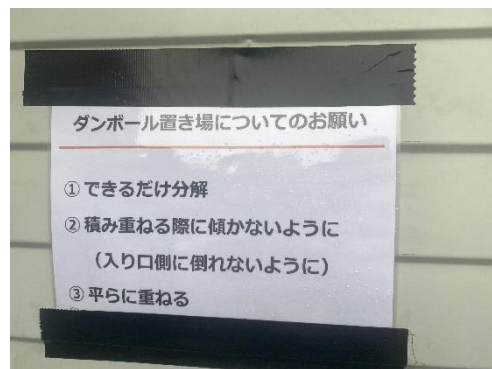 ダンボール置き場についてのお願い
①できるだけ分解
②積み重ねる際に傾かないように
（入り口側に倒れないように）
③平らに重ねる